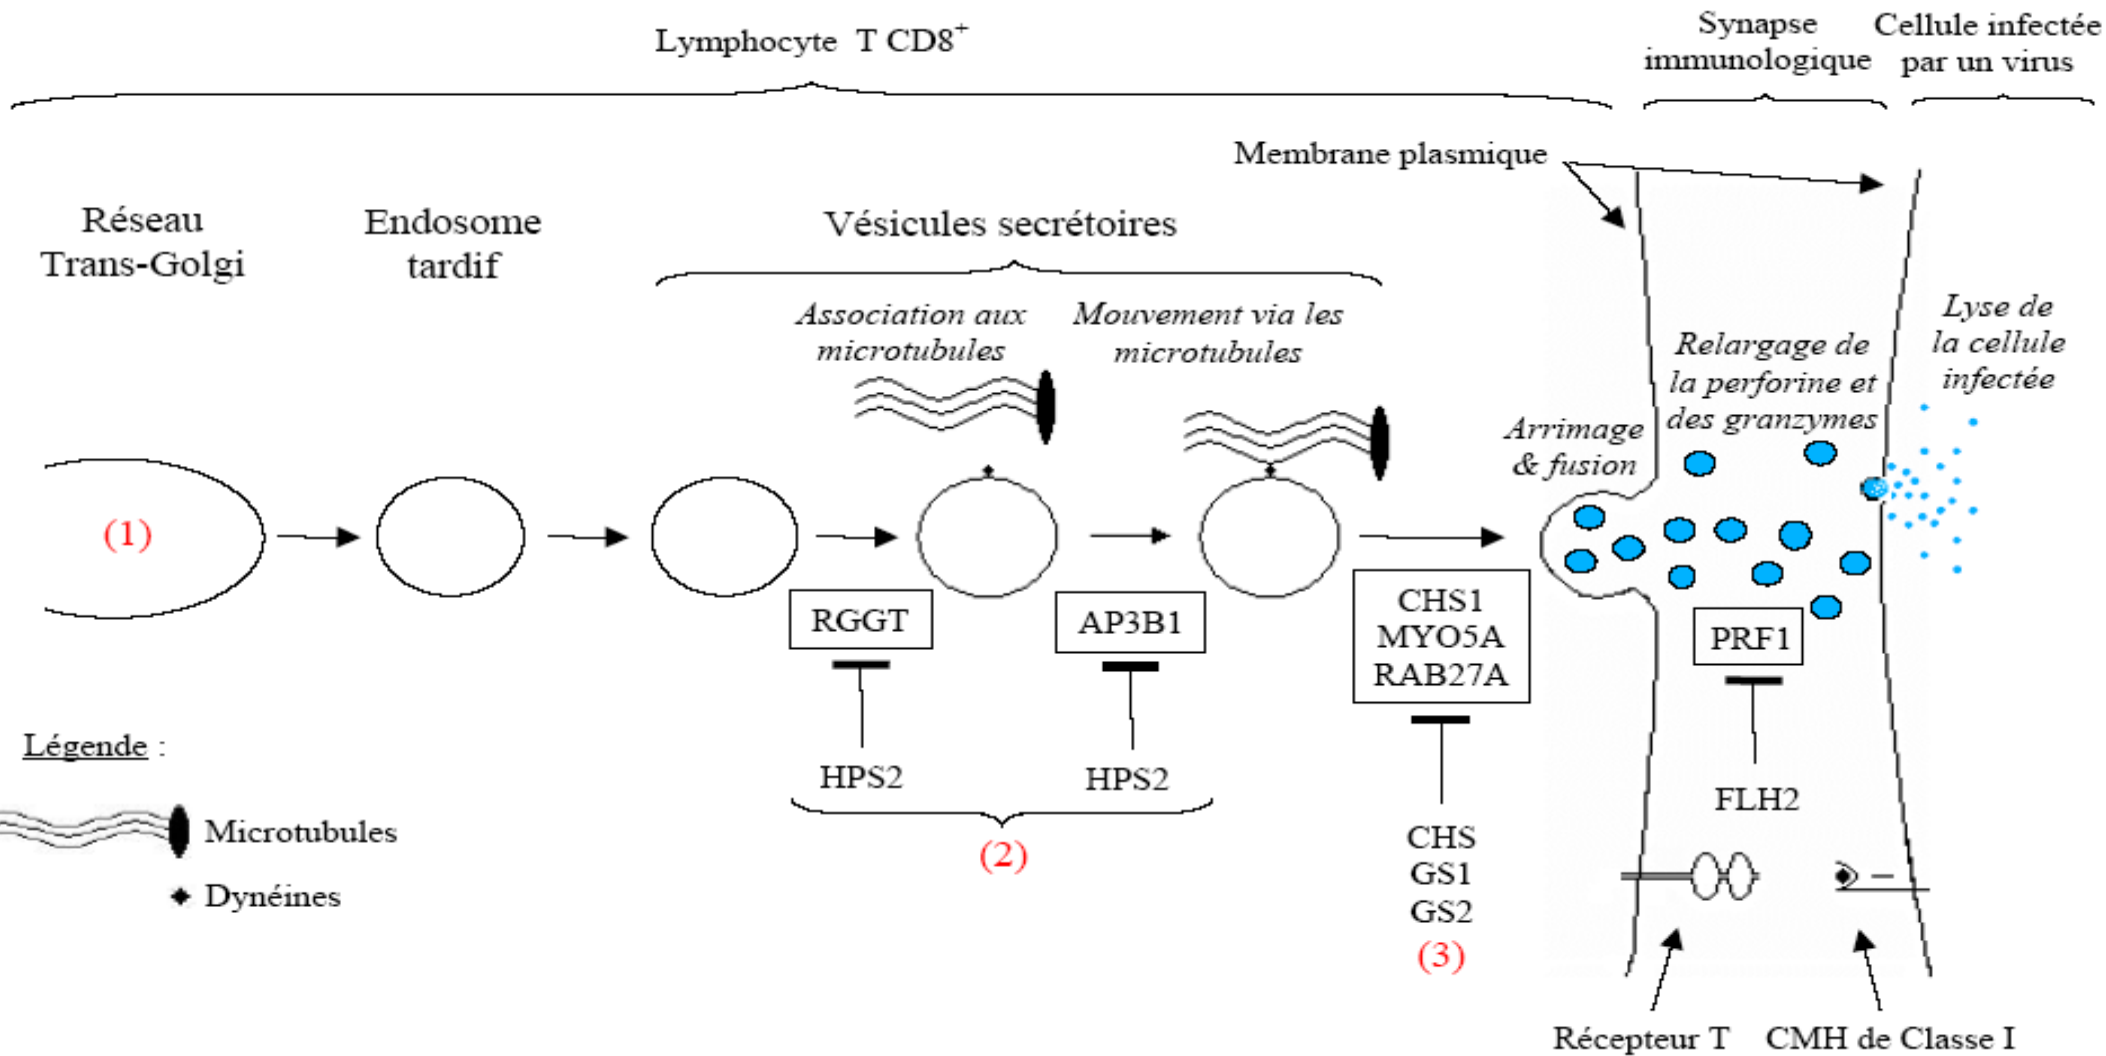 Lymphocyte T CD8+
Synapse
immunologique
Cellule infectée
par un virus
Membrane plasmique
Réseau
Trans-Golgi
Endosome
tardif
Vésicules secrétoires
Association aux
microtubules
Mouvement via les
microtubules
Arrimage
& fusion
Relargage de
la perforine et
des granzymes
Lyse de
la cellule
infectée
(1)
RGGT
AP3B1
CHS1
MYO5A
RAB27A
PRF1
HPS2
HPS2
(2)
CHS
GS1
GS2
(3)
FLH2
Légende :
Microtubules
Dynéines
Récepteur T
CMH de Classe I